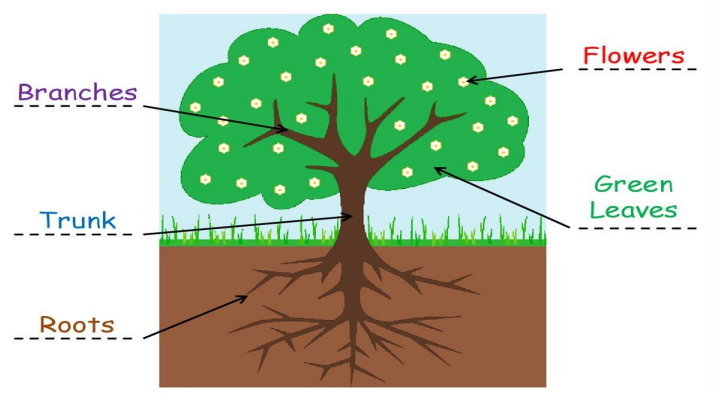 Flowers
Branches
Green
Leaves
Trunk
Roots